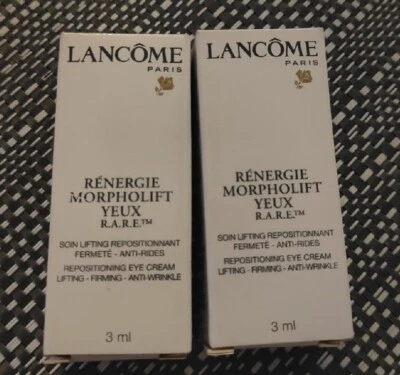 LANCÔME
PARIS
RÉNERGIE
MORPHOLIFT
YEUX
R.A.R.E.™
SOIN LIFTING REPOSITIONNANT
FERMETÉ - ANTI-RIDES
REPOSITIONING EYE CREAM
LIFTING - FIRMING - ANTI-WRINKLE
3 ml
LANCÔME
PARIS
RÉNERGIE
MORPHOLIFT
YEUX
R.A.R.E.™
SOIN LIFTING REPOSITIONNANT
FERMETÉ - ANTI-RIDES
REPOSITIONING EYE CREAM
LIFTING - FIRMING - ANTI-WRINKLE
3 ml